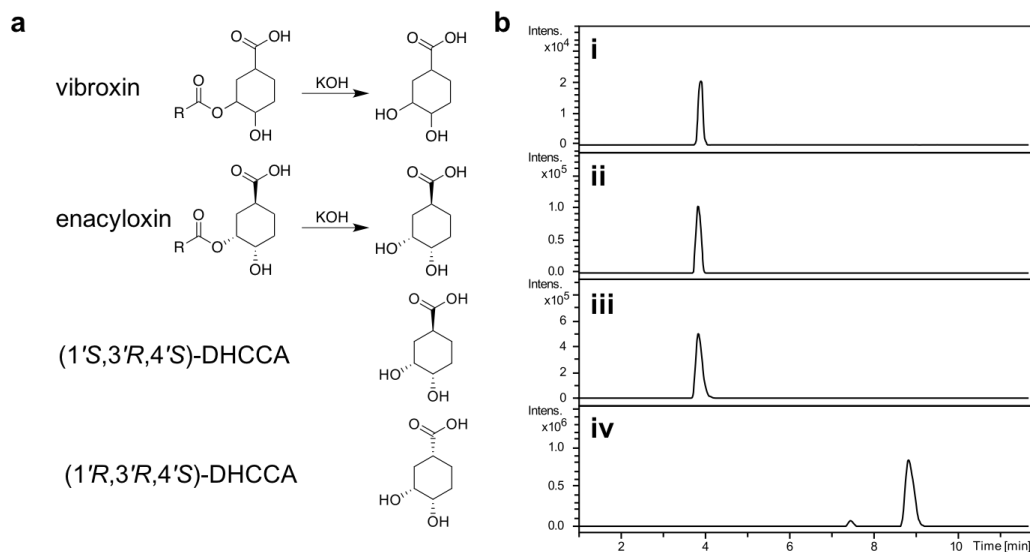 a
vibroxin
O
OH
R
O
O
OH
KOH
O
OH
HO
OH
enacyloxin
O
OH
R
O
O
OH
KOH
O
OH
HO
OH
(1'S,3'R,4'S)-DHCCA
O
OH
HO
OH
(1'R,3'R,4'S)-DHCCA
O
OH
HO
OH
b
Intens.
x10⁴
i
2
1
0
Intens.
x10⁵
ii
1.0
0.5
0.0
Intens.
x10⁵
iii
6
4
2
0
Intens.
x10⁶
iv
1.0
0.5
0.0
2 4 6 8 10 Time [min]